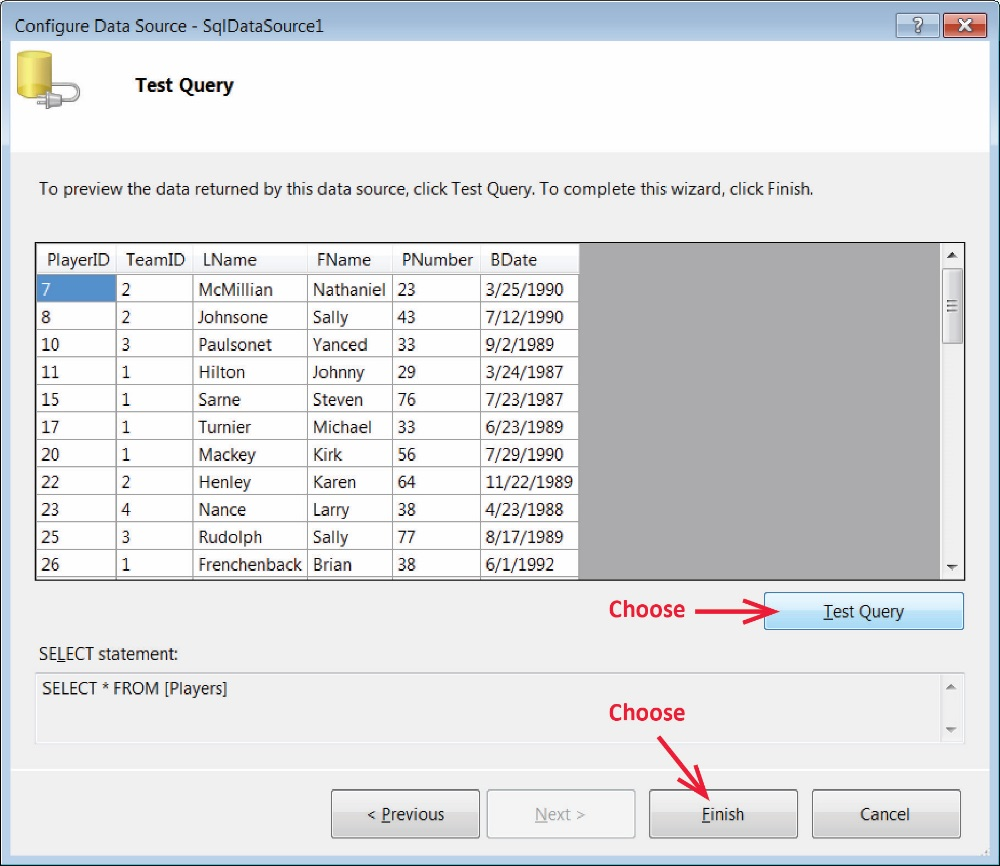 Configure Data Source - SqlDataSource1
?
Test Query
To preview the data returned by this data source, click Test Query. To complete this wizard, click Finish.
PlayerID TeamID LName FName PNumber BDate
7 2 McMillian Nathaniel 23 3/25/1990
8 2 Johnsone Sally 43 7/12/1990
10 3 Paulsonet Yanced 33 9/2/1989
11 1 Hilton Johnny 29 3/24/1987
15 1 Sarne Steven 76 7/23/1987
17 1 Turnier Michael 33 6/23/1989
20 1 Mackey Kirk 56 7/29/1990
22 2 Henley Karen 64 11/22/1989
23 4 Nance Larry 38 4/23/1988
25 3 Rudolph Sally 77 8/17/1989
26 1 Frenchenback Brian 38 6/1/1992
Choose Test Query
SELECT statement:
SELECT * FROM [Players]
Choose
< Previous Next > Finish Cancel